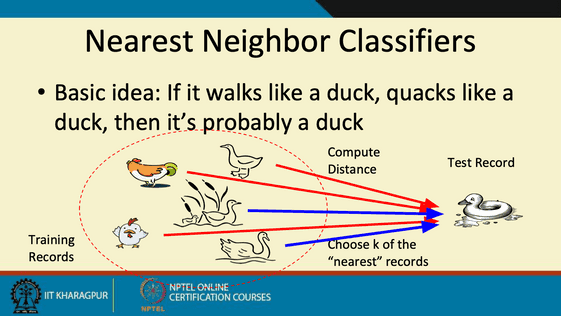 Nearest Neighbor Classifiers
• Basic idea: If it walks like a duck, quacks like a
duck, then it's probably a duck
Compute
Distance
Test Record
Training
Records
Choose k of the
“nearest” records
IIT KHARAGPUR
NPTEL
NPTEL ONLINE
CERTIFICATION COURSES